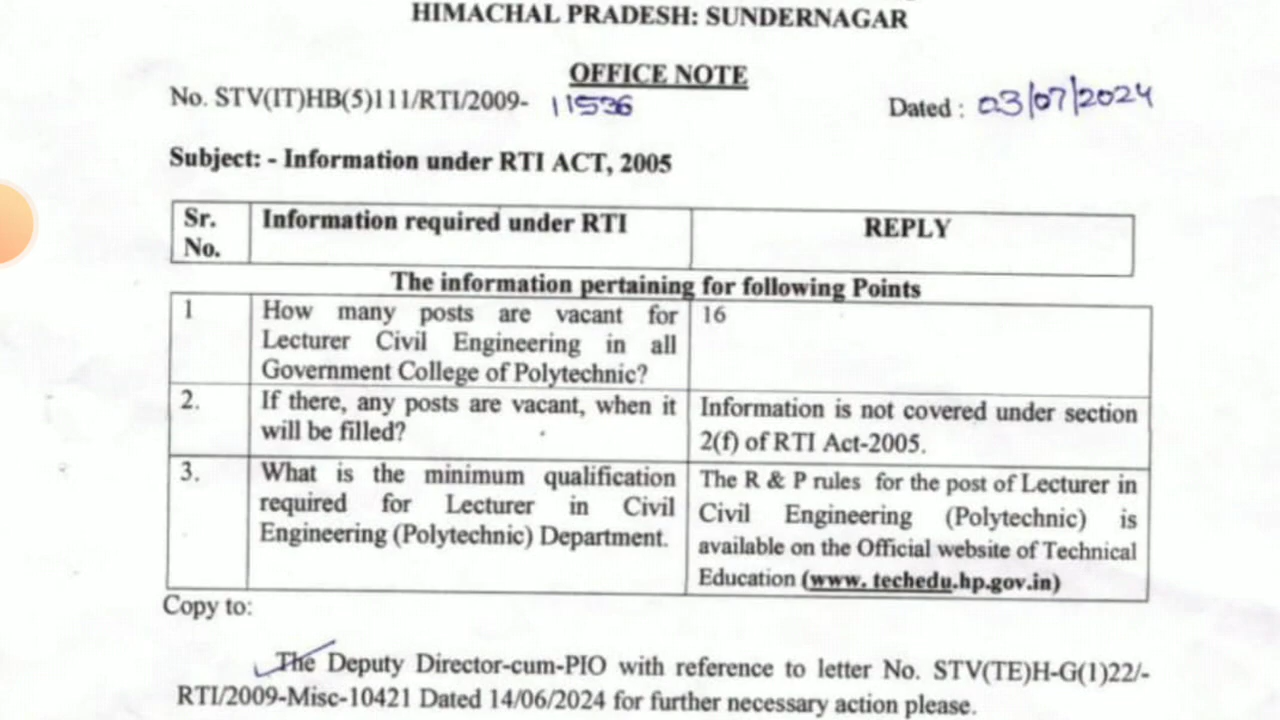 HIMACHAL PRADESH: SUNDERNAGAR
OFFICE NOTE
No. STV(IT)HB(5)111/RTI/2009- 11536
Dated : 03/07/2024
Subject: - Information under RTI ACT, 2005
Sr. No.
Information required under RTI
REPLY
The information pertaining for following Points
1
How many posts are vacant for
Lecturer Civil Engineering in all
Government College of Polytechnic?
16
2.
If there, any posts are vacant, when it
will be filled?
Information is not covered under section
2(f) of RTI Act-2005.
3.
What is the minimum qualification
required for Lecturer in Civil
Engineering (Polytechnic) Department.
The R & P rules for the post of Lecturer in
Civil Engineering (Polytechnic) is
available on the Official website of Technical
Education (www. techedu.hp.gov.in)
Copy to:
The Deputy Director-cum-PIO with reference to letter No. STV(TE)H-G(1)22/-
RTI/2009-Misc-10421 Dated 14/06/2024 for further necessary action please.